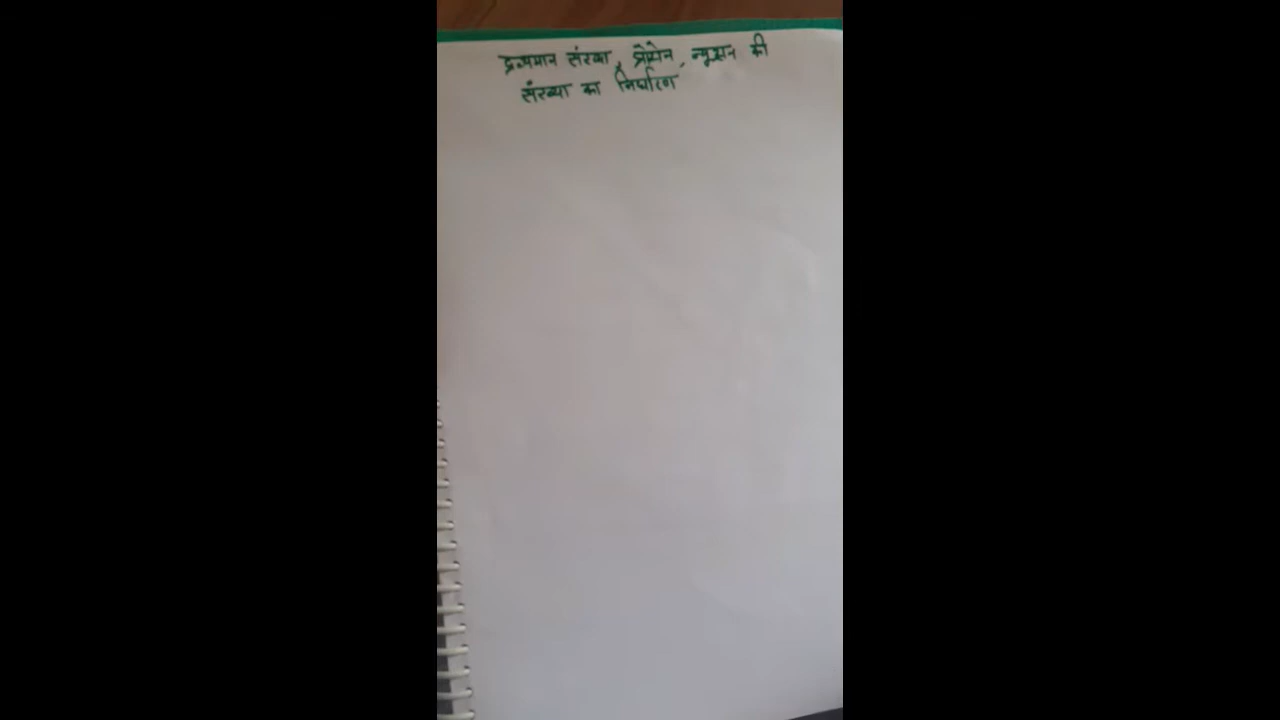 द्रव्यमान संख्या, प्रोटोन, न्यूट्रान की
संख्या का निर्धारण